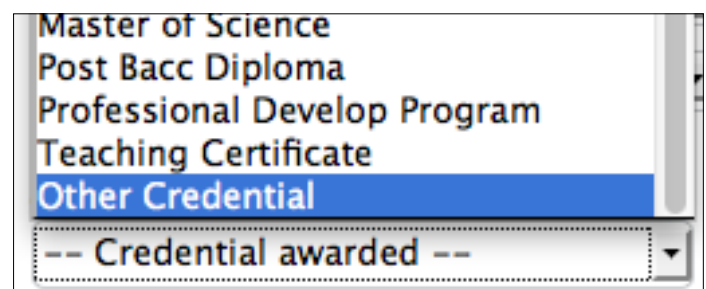 Master of Science
Post Bacc Diploma
Professional Develop Program
Teaching Certificate
Other Credential
-- Credential awarded --